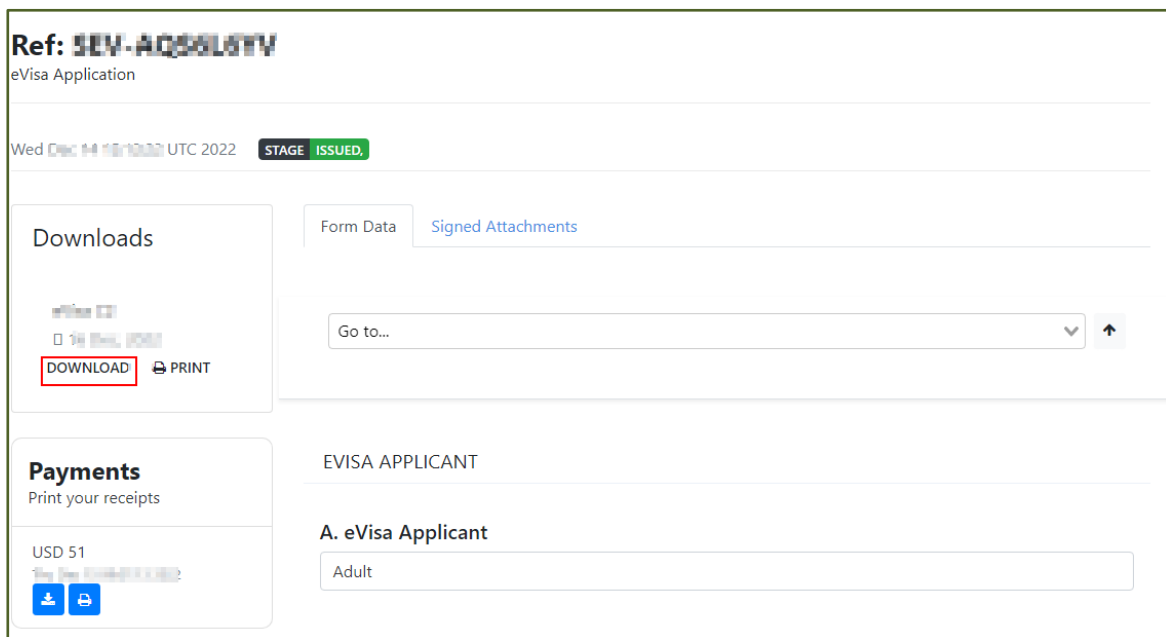 Ref:
eVisa Application
Wed UTC 2022 STAGE ISSUED,
Downloads
DOWNLOAD PRINT
Payments
Print your receipts
USD 51
Form Data Signed Attachments
Go to...
EVISA APPLICANT
A. eVisa Applicant
Adult